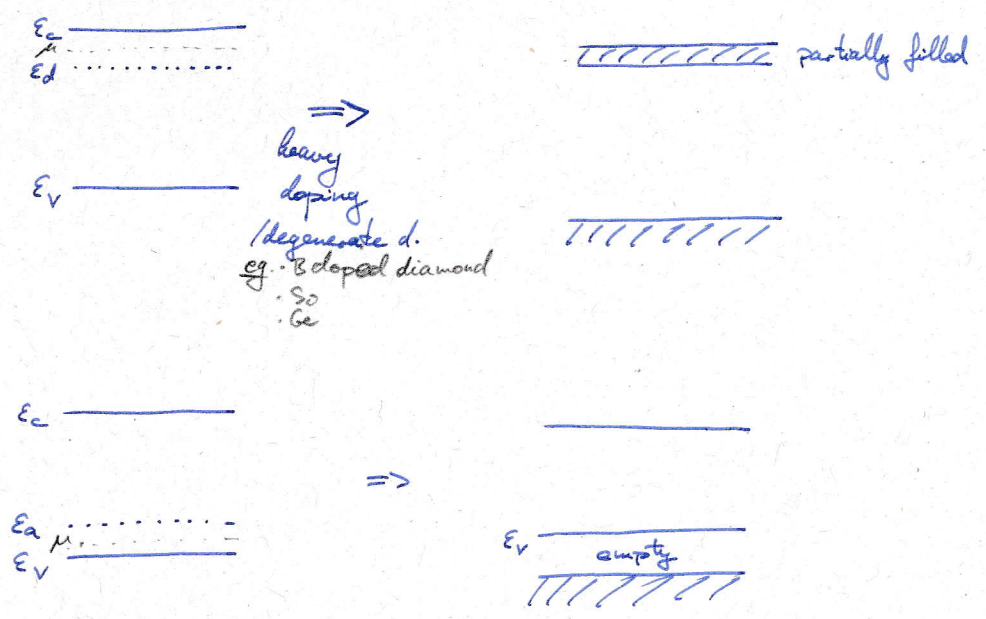 εc
μ
εd
partially filled
⇒
heavy
εv
doping
/degenerate d.
eg. · B doped diamond
· Si
· Ge
εc
⇒
εa
μ
εv
εv
empty